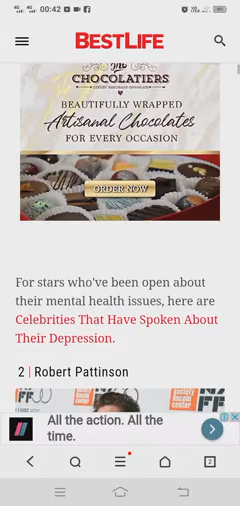 00:42
BESTLIFE
CHOCOLATIERS
BEAUTIFULLY WRAPPED
Artisanal Chocolates
FOR EVERY OCCASION
ORDER NOW
For stars who've been open about
their mental health issues, here are
Celebrities That Have Spoken About
Their Depression.
2 | Robert Pattinson
All the action. All the
time.
2